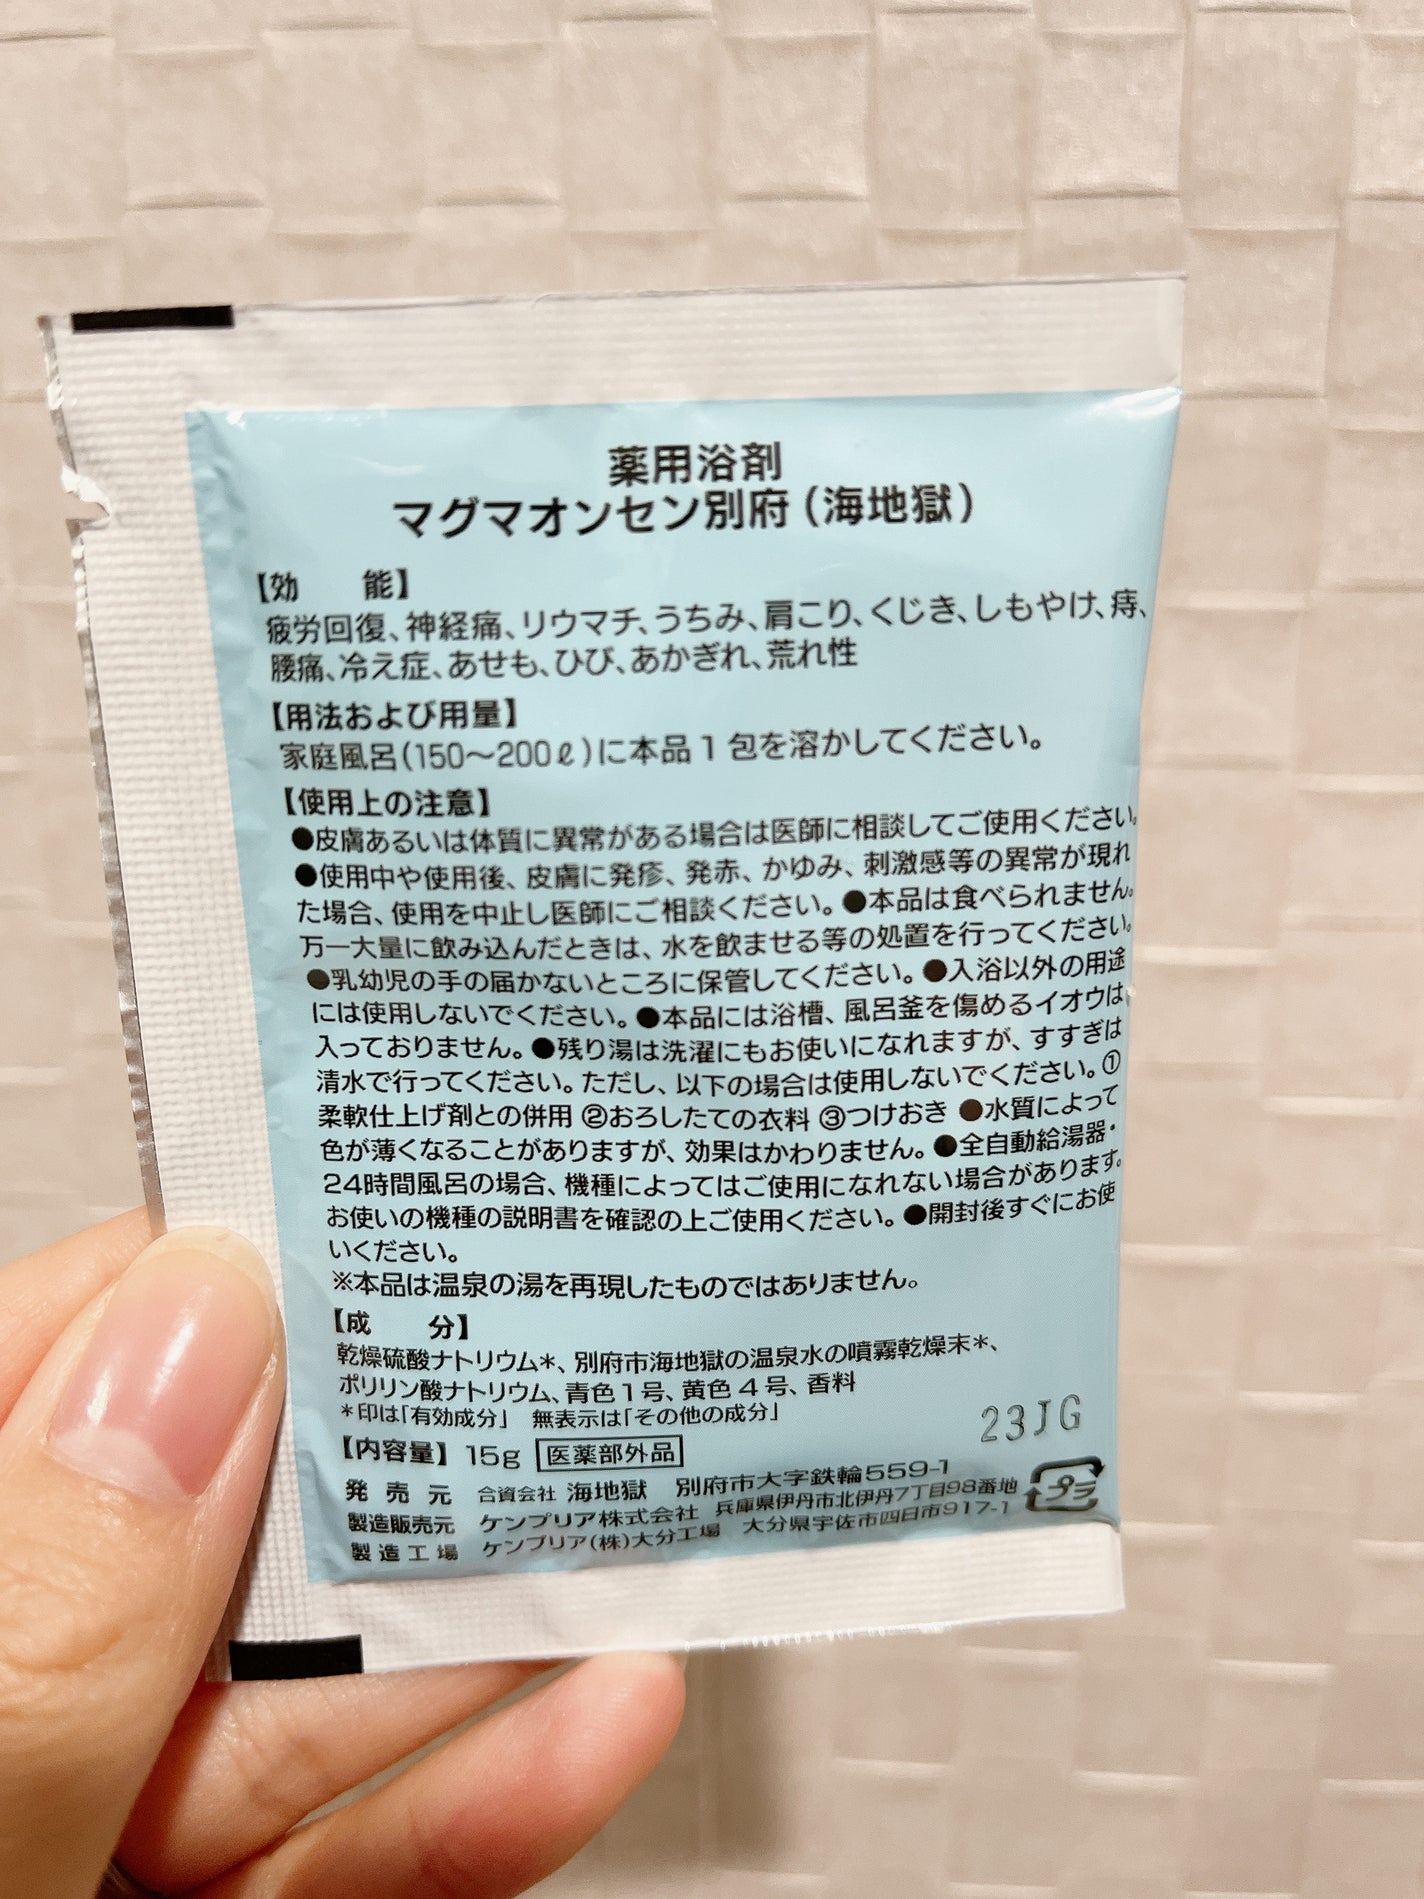 薬用浴剤
マグマオンセン別府（海地獄）
【効　　能】
疲労回復、神経痛、リウマチ、うちみ、肩こり、くじき、しもやけ、痔、
腰痛、冷え症、あせも、ひび、あかぎれ、荒れ性
【用法および用量】
家庭風呂(150～200ℓ)に本品1包を溶かしてください。
【使用上の注意】
●皮膚あるいは体質に異常がある場合は医師に相談してご使用ください。
●使用中や使用後、皮膚に発疹、発赤、かゆみ、刺激感等の異常が現れ
た場合、使用を中止し医師にご相談ください。●本品は食べられません。
万一大量に飲み込んだときは、水を飲ませる等の処置を行ってください。
●乳幼児の手の届かないところに保管してください。●入浴以外の用途
には使用しないでください。●本品には浴槽、風呂釜を傷めるイオウは
入っておりません。●残り湯は洗濯にもお使いになれますが、すすぎは
清水で行ってください。ただし、以下の場合は使用しないでください。①
柔軟仕上げ剤との併用 ②おろしたての衣料 ③つけおき ●水質によって
色が薄くなることがありますが、効果はかわりません。●全自動給湯器・
24時間風呂の場合、機種によってはご使用になれない場合があります。
お使いの機種の説明書を確認の上ご使用ください。●開封後すぐにお使
いください。
※本品は温泉の湯を再現したものではありません。
【成　　分】
乾燥硫酸ナトリウム＊、別府市海地獄の温泉水の噴霧乾燥末＊、
ポリリン酸ナトリウム、青色1号、黄色4号、香料
＊印は「有効成分」 無表示は「その他の成分」
23JG
【内容量】 15g 医薬部外品
発売元 合資会社 海地獄 別府市大字鉄輪559-1
製造販売元 ケンプリア株式会社 兵庫県伊丹市北伊丹7丁目98番地
製造工場 ケンプリア(株)大分工場 大分県宇佐市四日市917-1
プラ